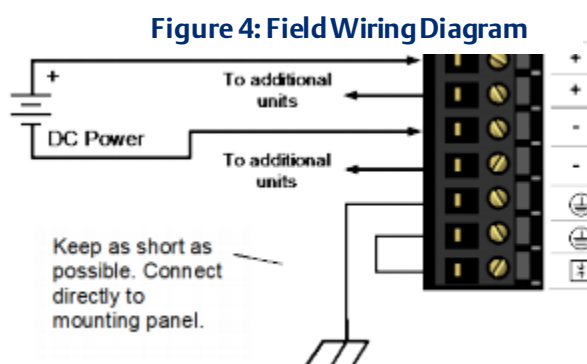 Figure 4: Field Wiring Diagram
+
To additional
units
DC Power
To additional
units
Keep as short as
possible. Connect
directly to
mounting panel.
+
+
-
-